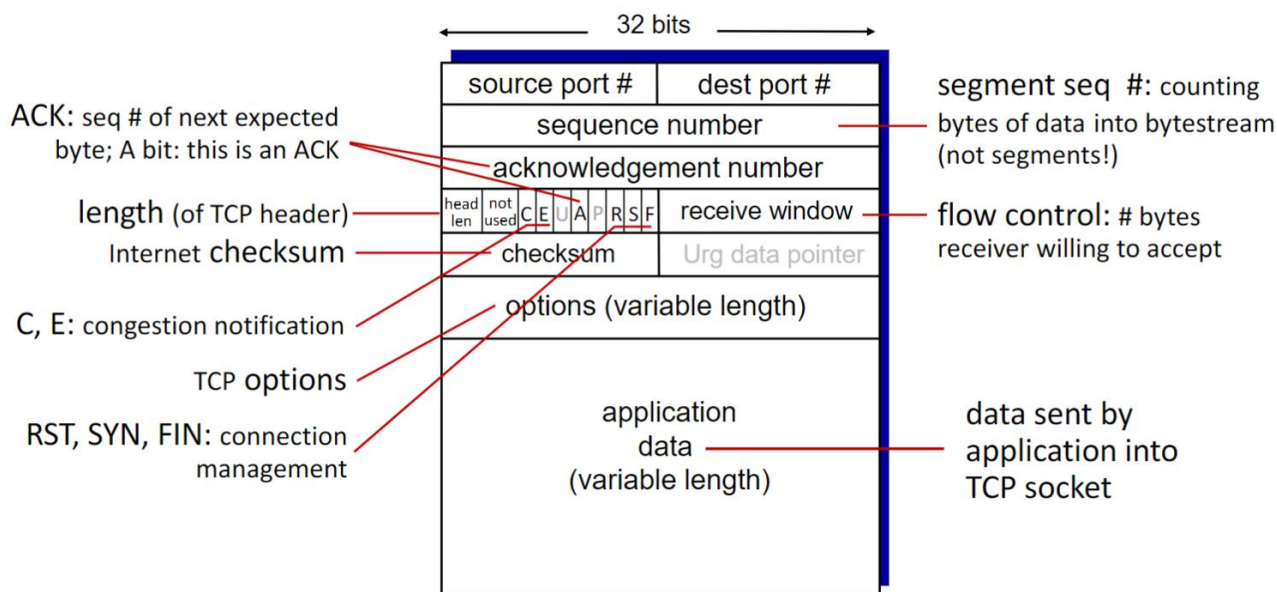 32 bits
source port #
dest port #
segment seq #: counting
bytes of data into bytestream
(not segments!)
ACK: seq # of next expected
byte; A bit: this is an ACK
sequence number
acknowledgement number
length (of TCP header)
head
len
not
used
C E U A P R S F
receive window
flow control: # bytes
receiver willing to accept
Internet checksum
checksum
Urg data pointer
C, E: congestion notification
options (variable length)
TCP options
RST, SYN, FIN: connection
management
application
data
(variable length)
data sent by
application into
TCP socket